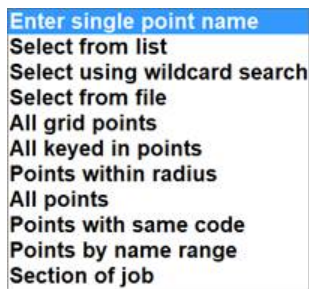 Enter single point name
Select from list
Select using wildcard search
Select from file
All grid points
All keyed in points
Points within radius
All points
Points with same code
Points by name range
Section of job